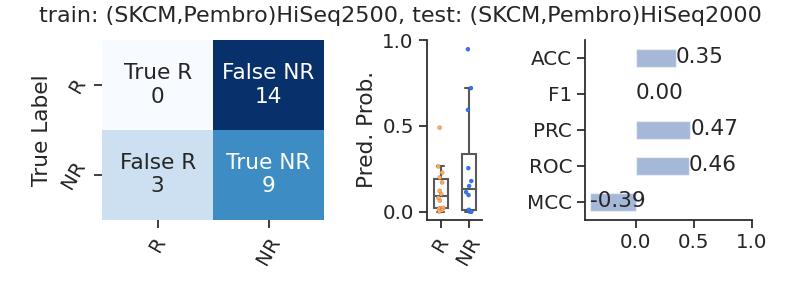 train: (SKCM,Pembro)HiSeq2500, test: (SKCM,Pembro)HiSeq2000
True Label
R
NR
True R
0
False NR
14
False R
3
True NR
9
R
NR
Pred. Prob.
1.0
0.5
0.0
R
NR
ACC
0.35
F1
0.00
PRC
0.47
ROC
0.46
MCC
-0.39
0.0
0.5
1.0